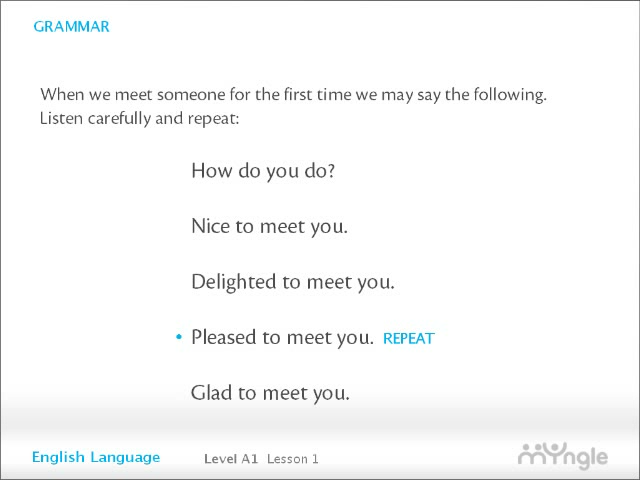 GRAMMAR
When we meet someone for the first time we may say the following.
Listen carefully and repeat:
How do you do?
Nice to meet you.
Delighted to meet you.
• Pleased to meet you. REPEAT
Glad to meet you.
English Language Level A1 Lesson 1 myngle